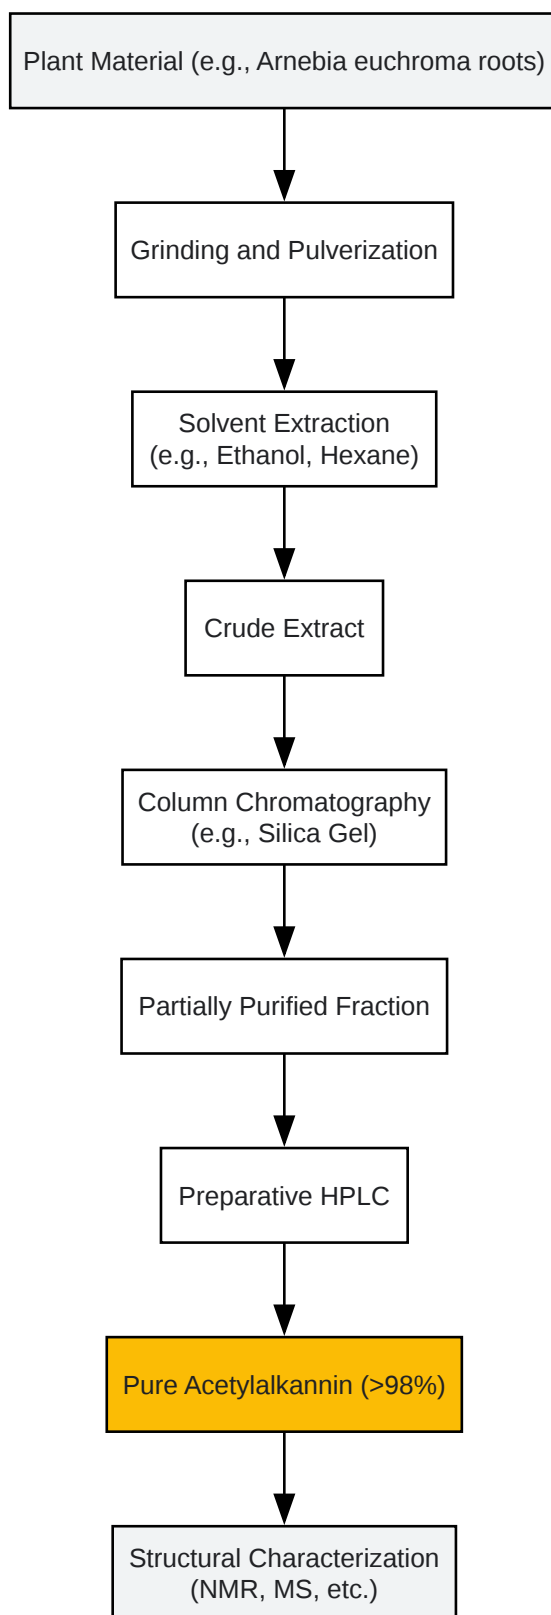 Plant Material (e.g., Arnebia euchroma roots)
Grinding and Pulverization
Solvent Extraction
(e.g., Ethanol, Hexane)
Crude Extract
Column Chromatography
(e.g., Silica Gel)
Partially Purified Fraction
Preparative HPLC
Pure Acetylalkannin (>98%)
Structural Characterization
(NMR, MS, etc.)